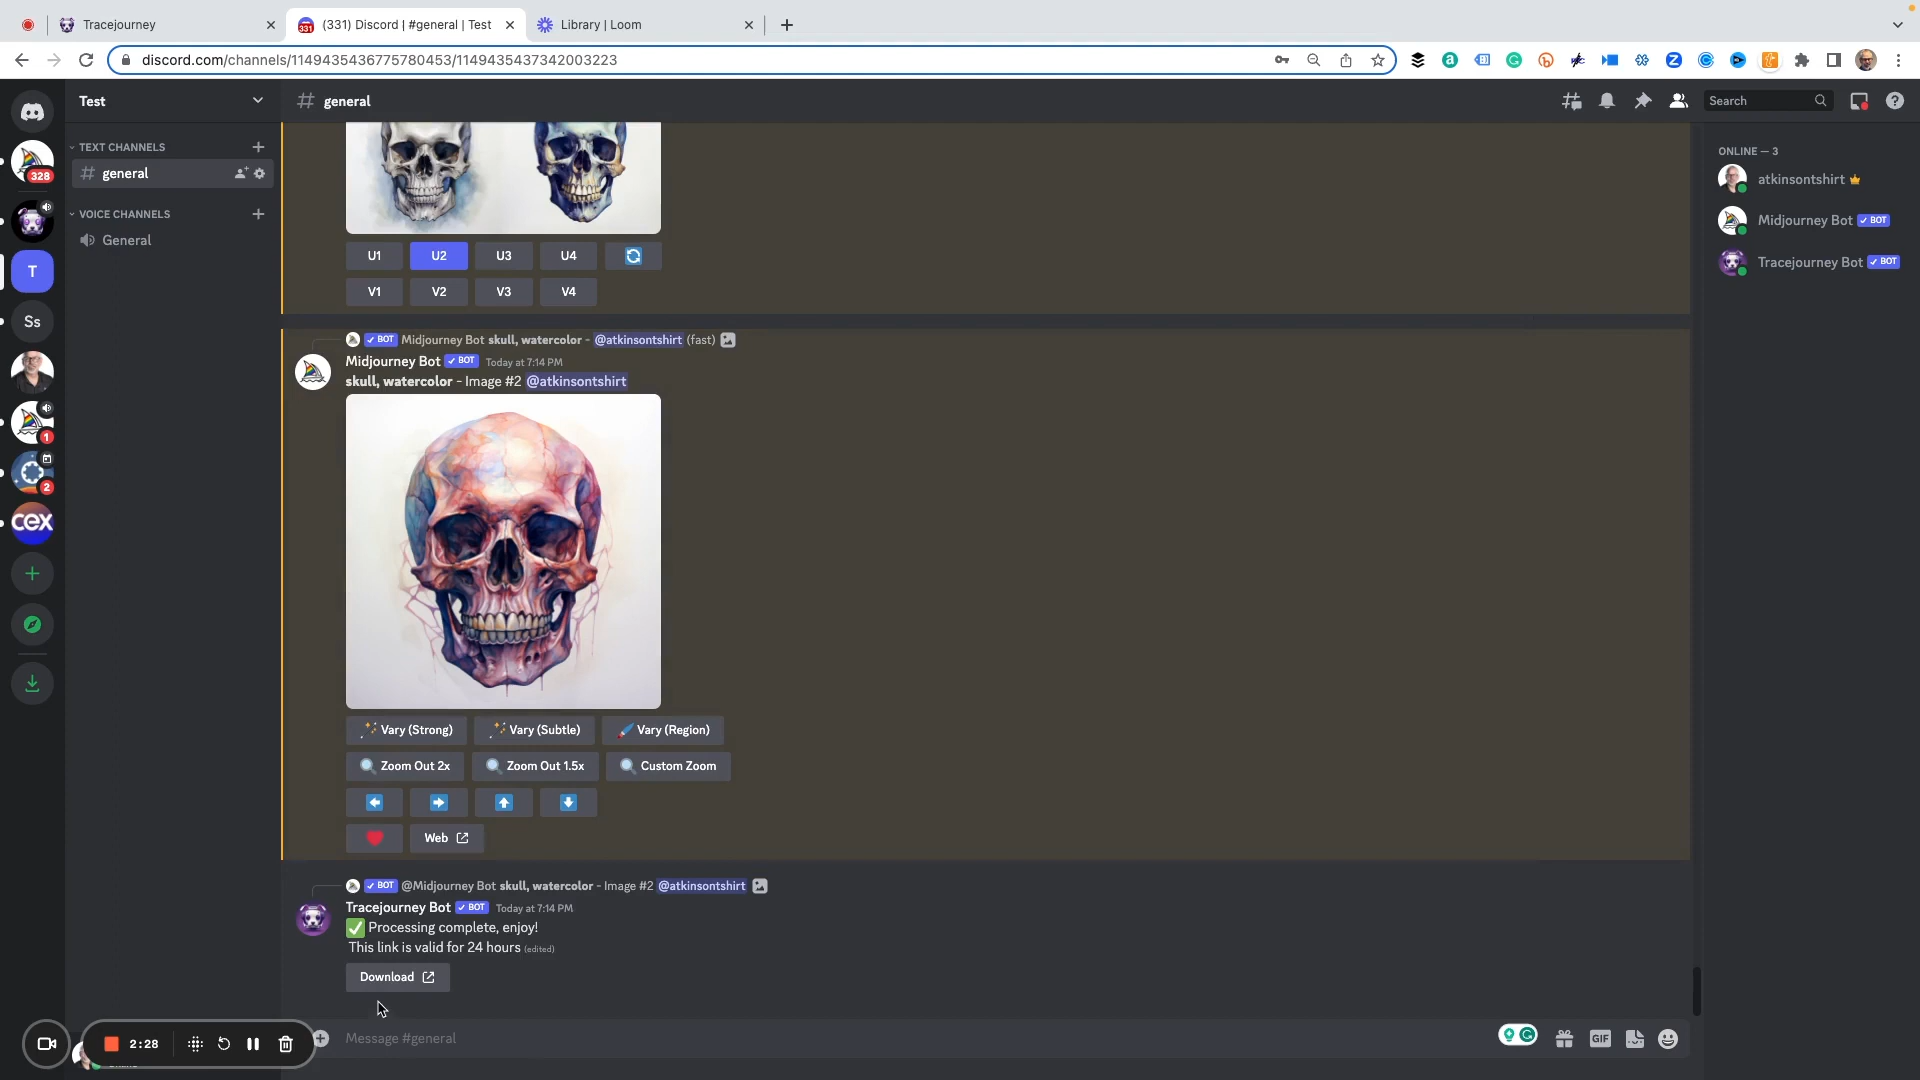 Tracejourney
(331) Discord | #general | Test
Library | Loom
discord.com/channels/1149435436775780453/1149435437342003223
Test
# general
Search
TEXT CHANNELS
# general
VOICE CHANNELS
General
328
T
Ss
1
2
cex
U1 U2 U3 U4
V1 V2 V3 V4
BOT Midjourney Bot skull, watercolor - @atkinsontshirt (fast)
Midjourney Bot BOT Today at 7:14 PM
skull, watercolor - Image #2 @atkinsontshirt
Vary (Strong) Vary (Subtle) Vary (Region)
Zoom Out 2x Zoom Out 1.5x Custom Zoom
Web
BOT @Midjourney Bot skull, watercolor - Image #2 @atkinsontshirt
Tracejourney Bot BOT Today at 7:14 PM
Processing complete, enjoy!
This link is valid for 24 hours (edited)
Download
Message #general
GIF
2:28
ONLINE — 3
atkinsontshirt
Midjourney Bot BOT
Tracejourney Bot BOT